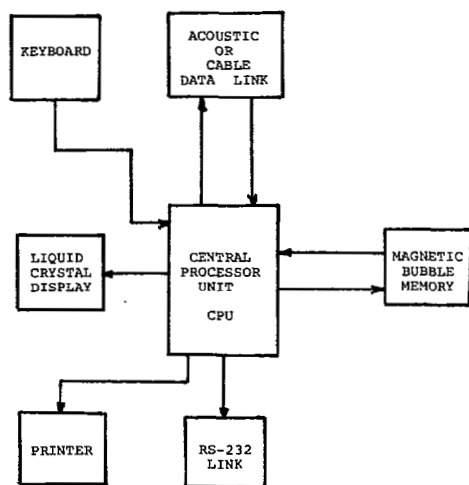 KEYBOARD
ACOUSTIC
OR
CABLE
DATA LINK
LIQUID
CRYSTAL
DISPLAY
CENTRAL
PROCESSOR
UNIT
CPU
MAGNETIC
BUBBLE
MEMORY
PRINTER
RS-232
LINK